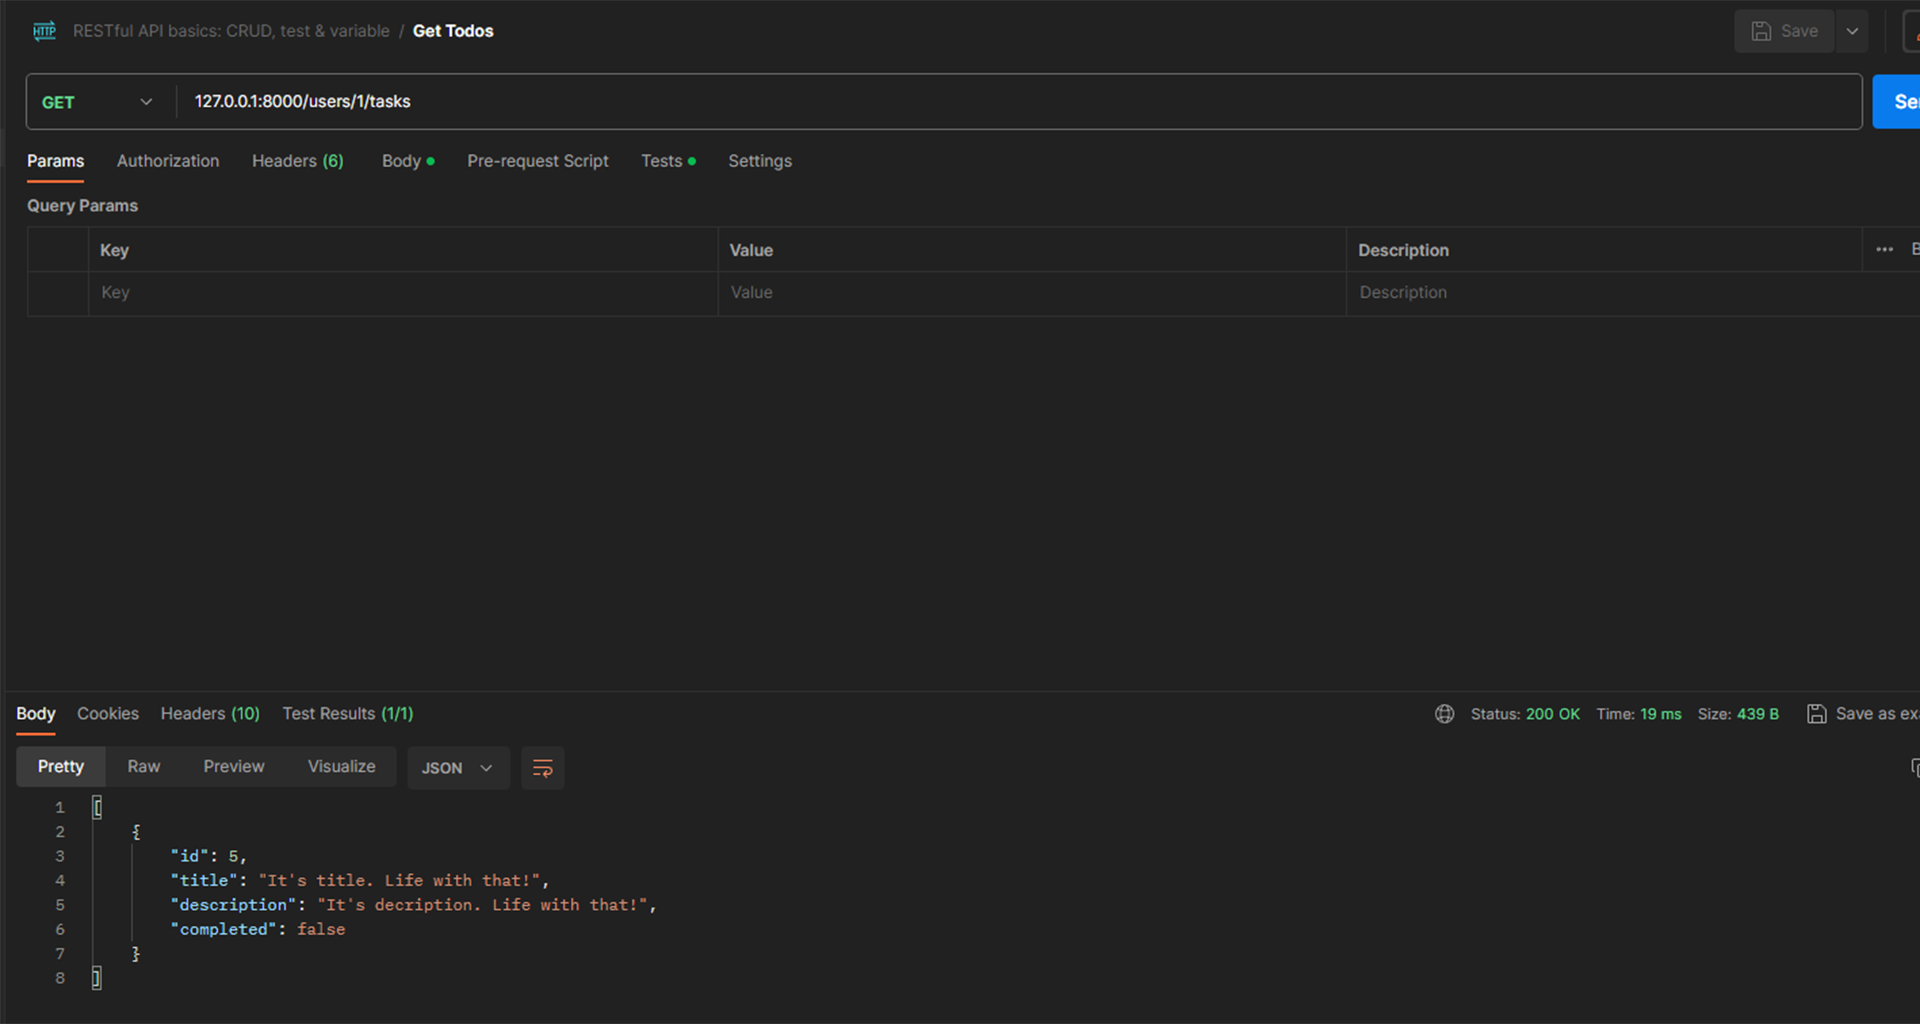 HTTP RESTful API basics: CRUD, test & variable / Get Todos Save
GET 127.0.0.1:8000/users/1/tasks
Params Authorization Headers (6) Body Pre-request Script Tests Settings
Query Params
Key Value Description
Key Value Description
Body Cookies Headers (10) Test Results (1/1) Status: 200 OK Time: 19 ms Size: 439 B Save as
Pretty Raw Preview Visualize JSON
1 [
2 {
3 "id": 5,
4 "title": "It's title. Life with that!",
5 "description": "It's decription. Life with that!",
6 "completed": false
7 }
8 ]